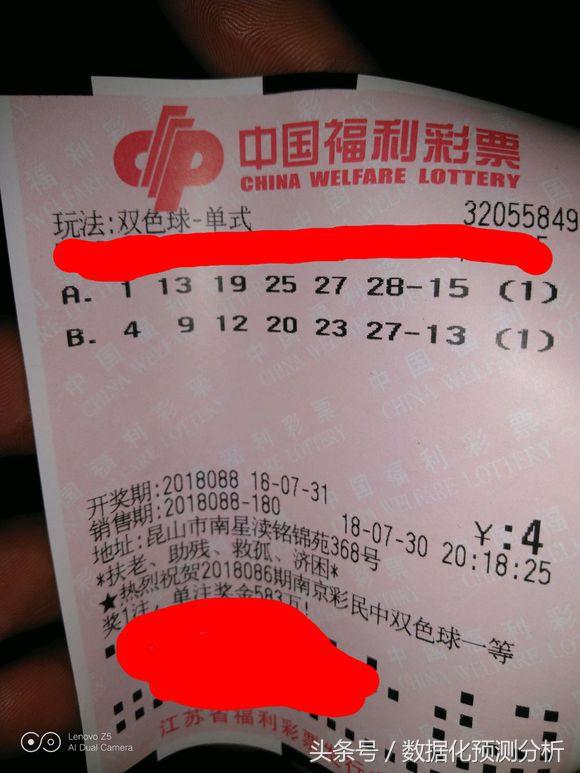 中国福利彩票
CHINA WELFARE LOTTERY
玩法:双色球-单式 32055849
A. 1 13 19 25 27 28-15 (1)
B. 4 9 12 20 23 27-13 (1)
开奖期:2018088 18-07-31
销售期:2018088-180 18-07-30 20:18:25 ¥:4
地址:昆山市南星渎铭锦苑368号
*扶老、助残、救孤、济困*
★热烈祝贺2018086期南京彩民中双色球一等
奖1注,单注奖金583万!
江苏省福利彩票发行
Lenovo Z5
AI Dual Camera
头条号 / 数据化预测分析